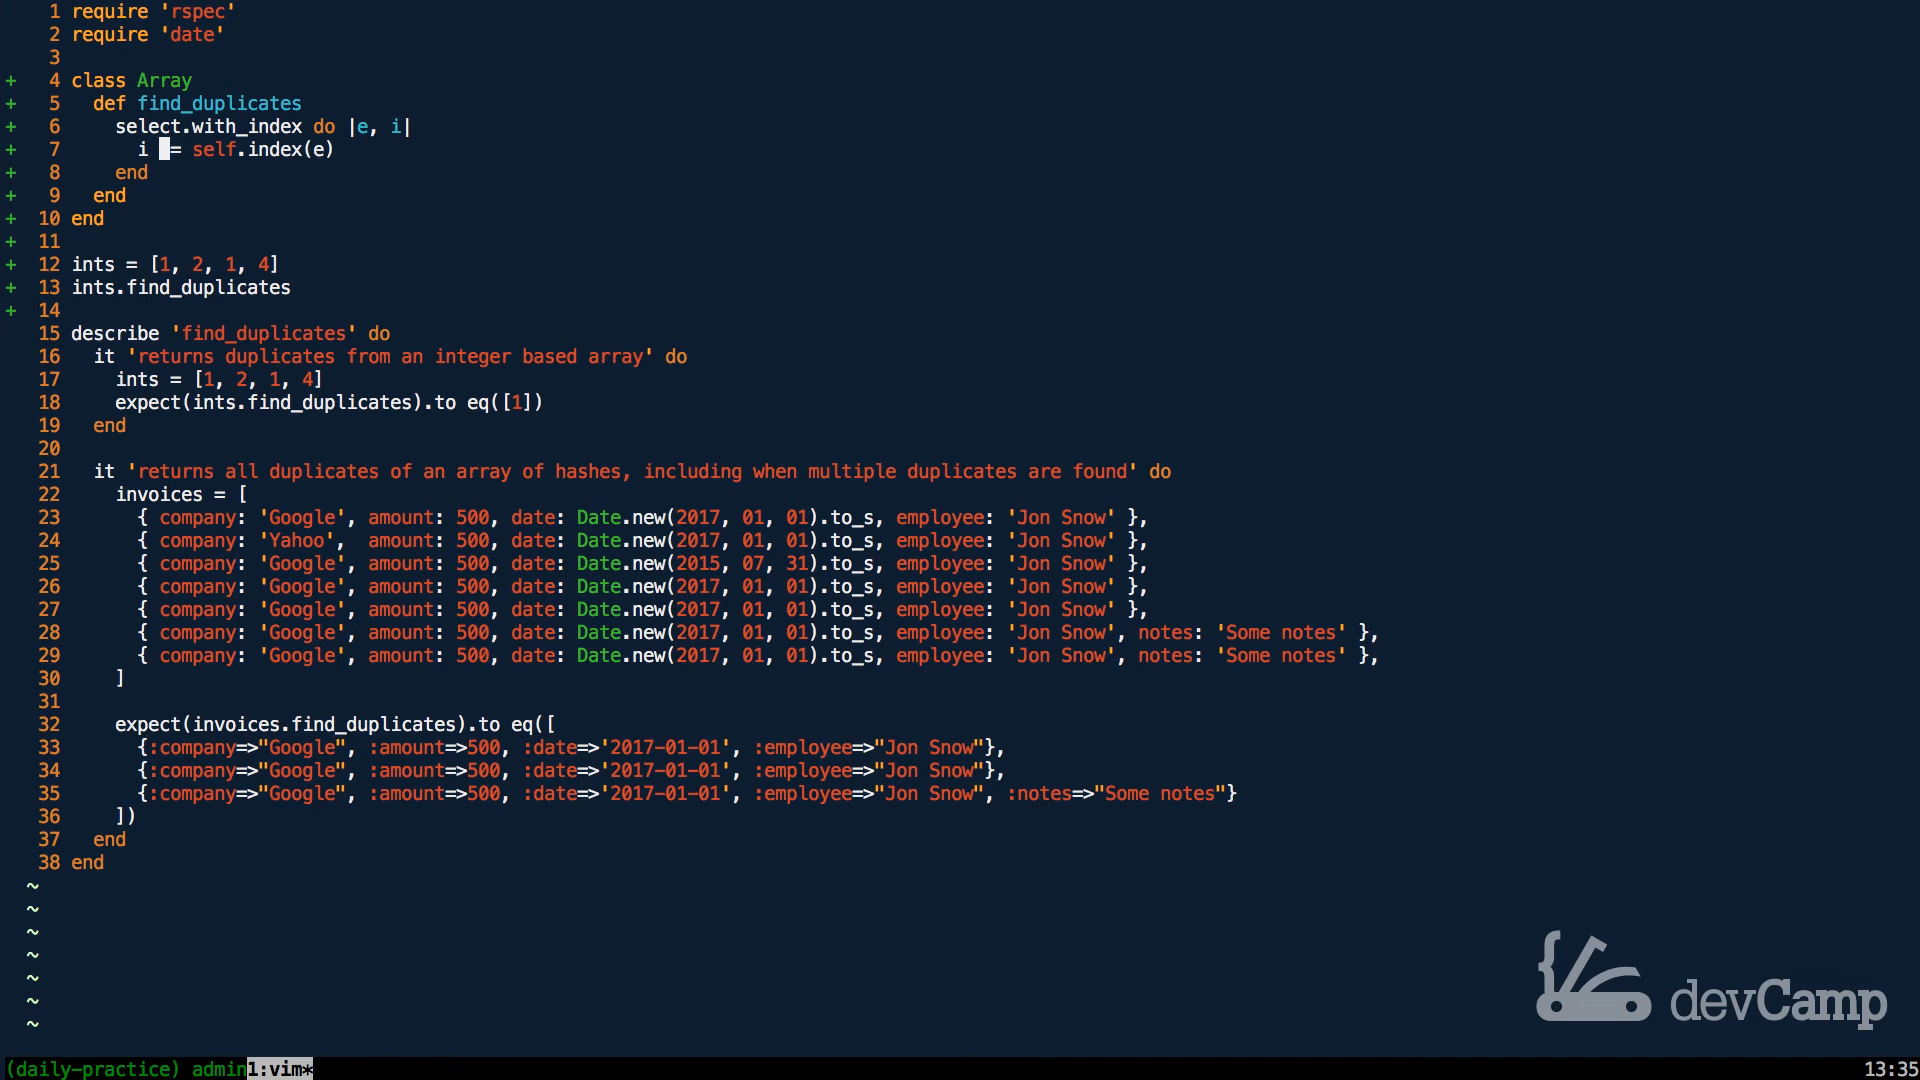 1 require 'rspec'
2 require 'date'
3
+ 4 class Array
+ 5   def find_duplicates
+ 6     select.with_index do |e, i|
+ 7       i = self.index(e)
+ 8     end
+ 9   end
+ 10 end
+ 11
+ 12 ints = [1, 2, 1, 4]
+ 13 ints.find_duplicates
+ 14
15 describe 'find_duplicates' do
16   it 'returns duplicates from an integer based array' do
17     ints = [1, 2, 1, 4]
18     expect(ints.find_duplicates).to eq([1])
19   end
20
21   it 'returns all duplicates of an array of hashes, including when multiple duplicates are found' do
22     invoices = [
23       { company: 'Google', amount: 500, date: Date.new(2017, 01, 01).to_s, employee: 'Jon Snow' },
24       { company: 'Yahoo',  amount: 500, date: Date.new(2017, 01, 01).to_s, employee: 'Jon Snow' },
25       { company: 'Google', amount: 500, date: Date.new(2015, 07, 31).to_s, employee: 'Jon Snow' },
26       { company: 'Google', amount: 500, date: Date.new(2017, 01, 01).to_s, employee: 'Jon Snow' },
27       { company: 'Google', amount: 500, date: Date.new(2017, 01, 01).to_s, employee: 'Jon Snow' },
28       { company: 'Google', amount: 500, date: Date.new(2017, 01, 01).to_s, employee: 'Jon Snow', notes: 'Some notes' },
29       { company: 'Google', amount: 500, date: Date.new(2017, 01, 01).to_s, employee: 'Jon Snow', notes: 'Some notes' },
30     ]
31
32     expect(invoices.find_duplicates).to eq([
33       {:company=>"Google", :amount=>500, :date=>'2017-01-01', :employee=>"Jon Snow"},
34       {:company=>"Google", :amount=>500, :date=>'2017-01-01', :employee=>"Jon Snow"},
35       {:company=>"Google", :amount=>500, :date=>'2017-01-01', :employee=>"Jon Snow", :notes=>"Some notes"}
36     ])
37   end
38 end
~
~
~
~
~
~
~
devCamp
(daily-practice) admin1:vim* 13:35